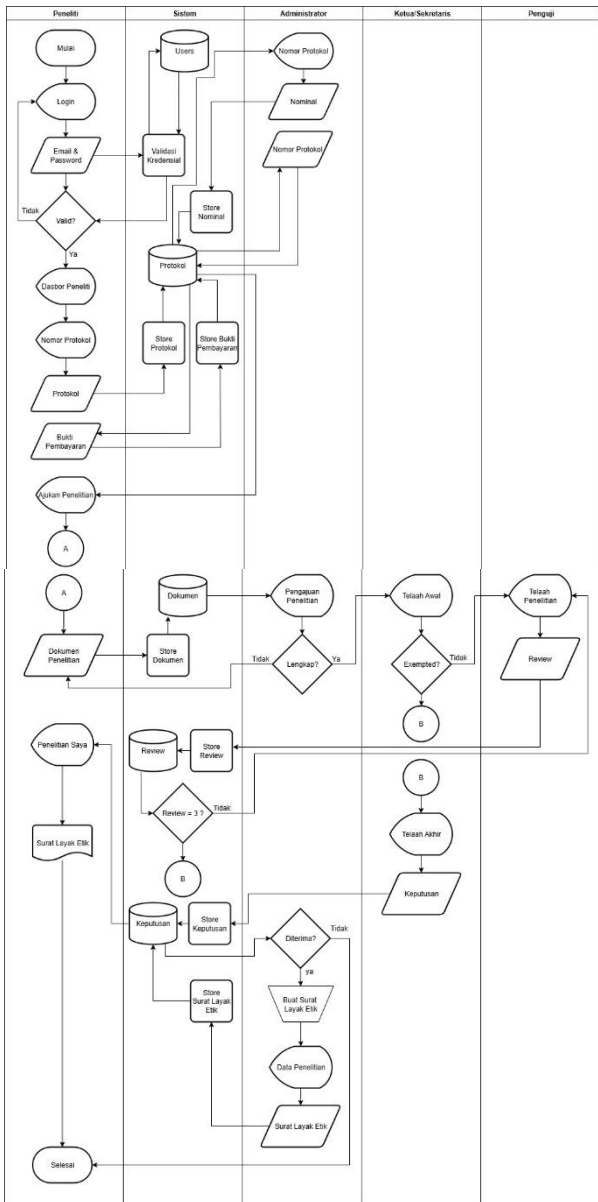 Peneliti
Sistem
Administrator
Ketua/Sekretaris
Penguji
Mulai
Users
Nomor Protokol
Login
Nominal
Email &
Password
Validasi
Kredensial
Nomor Protokol
Tidak
Valid?
Store
Nominal
Ya
Protokol
Dasbor Peneliti
Nomor Protokol
Store
Protokol
Store Bukti
Pembayaran
Protokol
Bukti
Pembayaran
Ajukan Penelitian
A
A
Dokumen
Pengajuan
Penelitian
Telaah Awal
Telaah
Penelitian
Dokumen
Penelitian
Store
Dokumen
Tidak
Lengkap?
Ya
Exempted?
Tidak
Review
B
Penelitian Saya
Review
Store
Review
B
Review = 3 ?
Tidak
Surat Layak Etik
Telaah Akhir
B
Keputusan
Keputusan
Store
Keputusan
Diterima?
Tidak
ya
Store
Surat Layak
Etik
Buat Surat
Layak Etik
Data Penelitian
Surat Layak Etik
Selesai